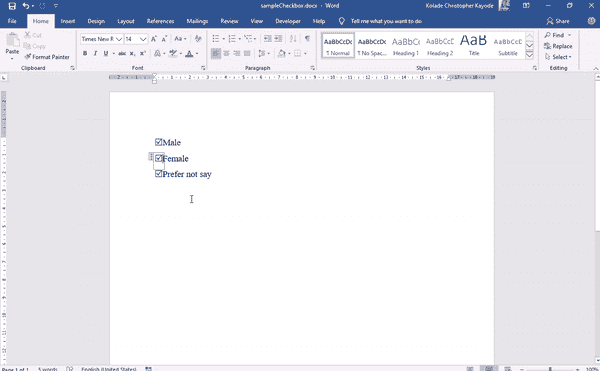 sampleCheckbox.docx - Word
Kolade Christopher Kayode
File Home Insert Design Layout References Mailings Review View Developer Help Tell me what you want to do
Share
Paste
Cut
Copy
Format Painter
Clipboard
Times New R 14
Font
Paragraph
AaBbCcDc AaBbCcDc AaBbC AaBbCc AaB AaBbCcD
¶ Normal ¶ No Spac... Heading 1 Heading 2 Title Subtitle
Styles
Find
Replace
Select
Editing
☑Male
☑Female
☑Prefer not say
Page 1 of 1 5 words English (United States) 100%